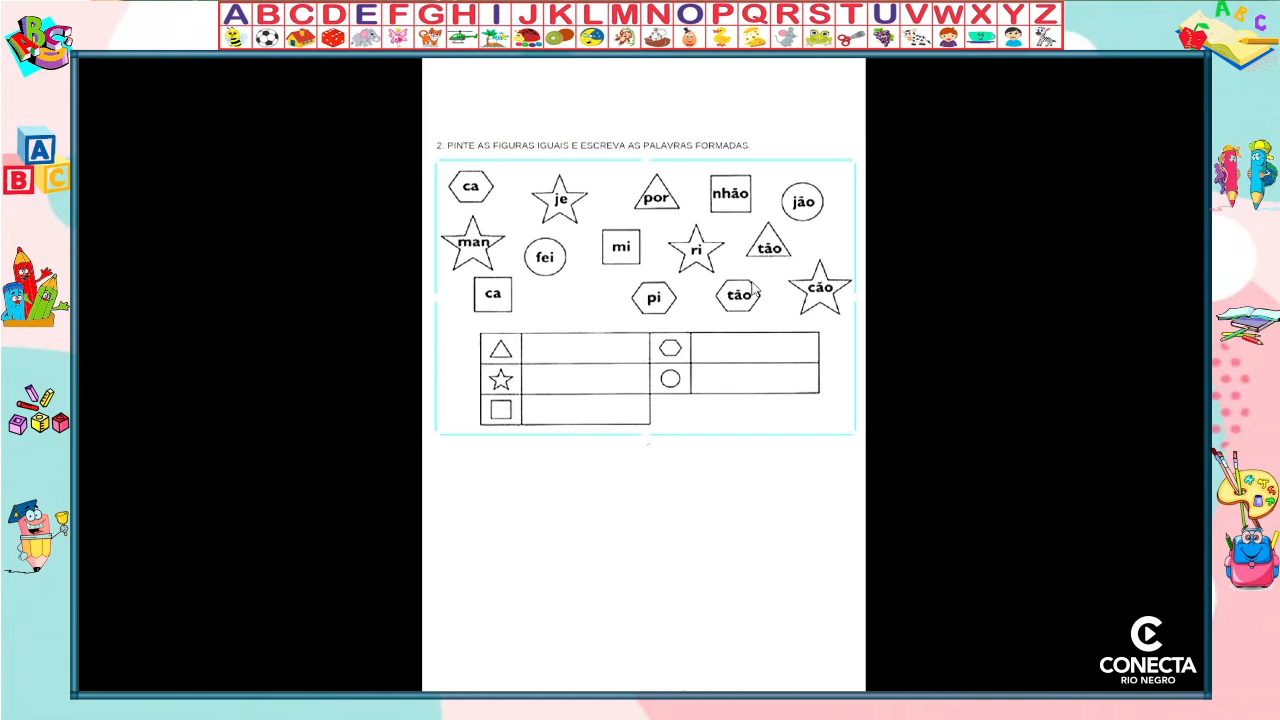 A B C D E F G H I J K L M N O P Q R S T U V W X Y Z
2. PINTE AS FIGURAS IGUAIS E ESCREVA AS PALAVRAS FORMADAS.
ca je por nhão jão
man fei mi ri tão
ca pi tão cão
CONECTA
RIO NEGRO
A B C
A B C
A
B C